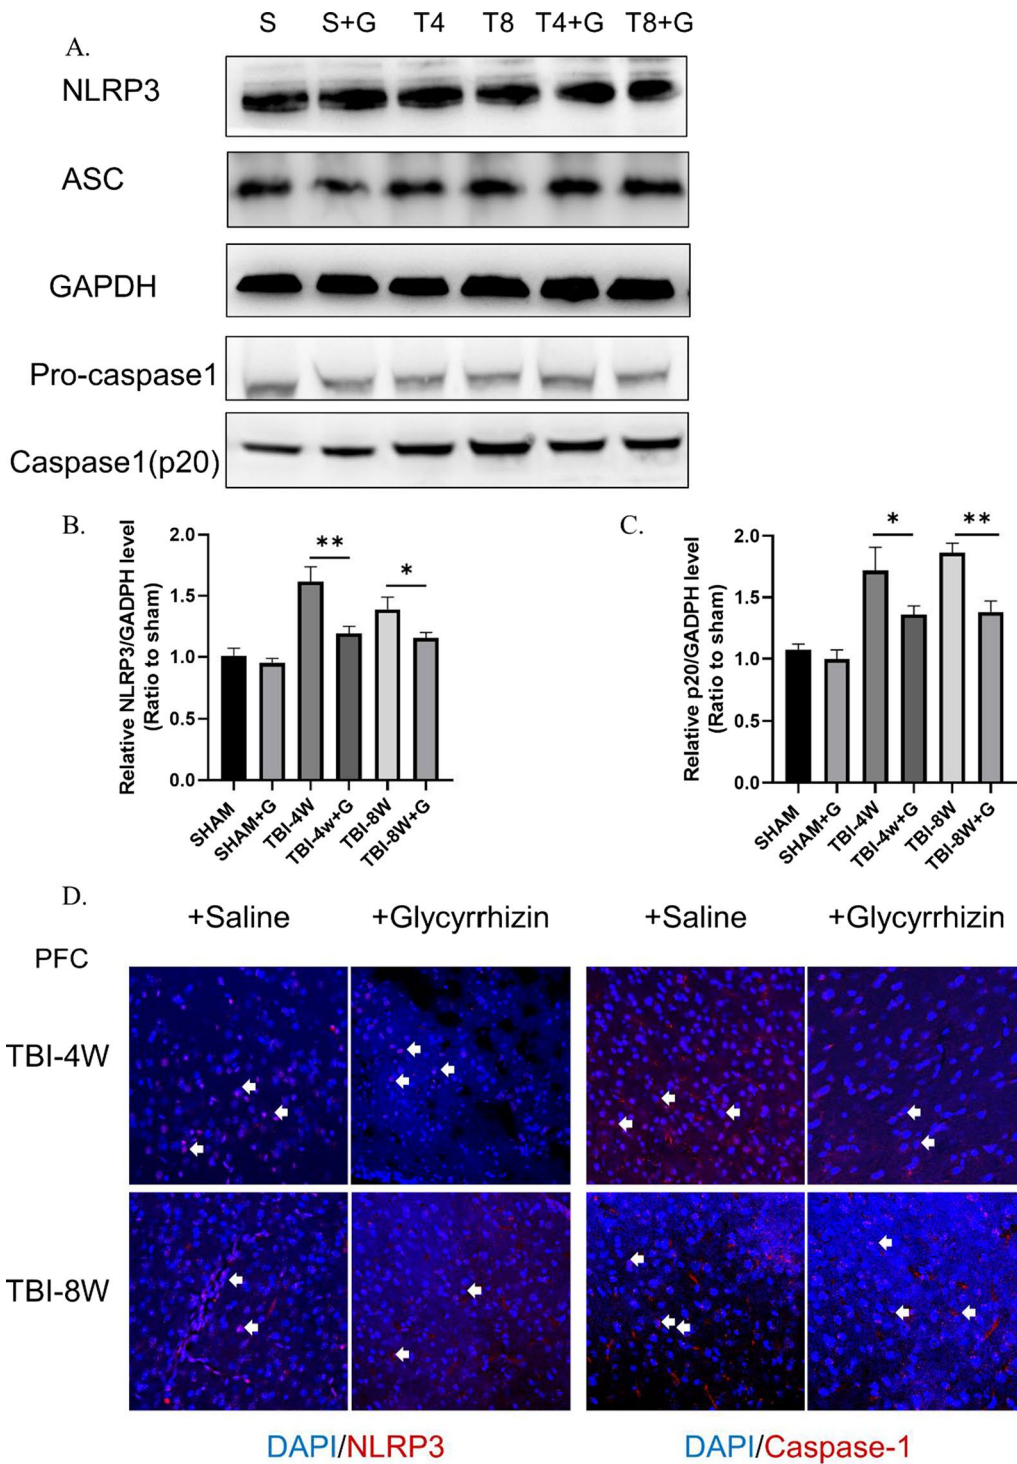 S S+G T4 T8 T4+G T8+G
A.
NLRP3
ASC
GAPDH
Pro-caspase1
Caspase1(p20)
B.
Relative NLRP3/GADPH level
(Ratio to sham)
2.0
1.5
1.0
0.5
0.0
** *
SHAM
SHAM+G
TBI-4W
TBI-4w+G
TBI-8W
TBI-8W+G
C.
Relative p20/GADPH level
(Ratio to sham)
2.0
1.5
1.0
0.5
0.0
* **
SHAM
SHAM+G
TBI-4W
TBI-4w+G
TBI-8W
TBI-8W+G
D.
+Saline +Glycyrrhizin +Saline +Glycyrrhizin
PFC
TBI-4W
TBI-8W
DAPI/NLRP3 DAPI/Caspase-1